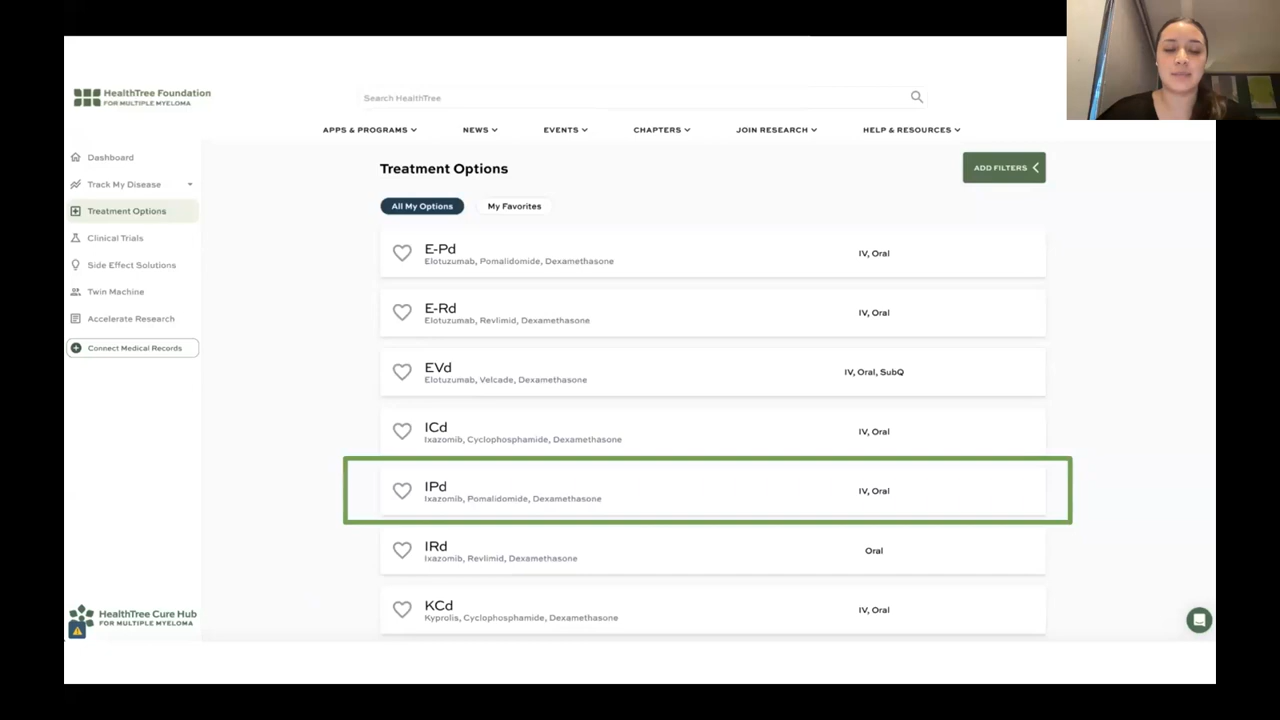 HealthTree Foundation
FOR MULTIPLE MYELOMA
Search HealthTree
APPS & PROGRAMS
NEWS
EVENTS
CHAPTERS
JOIN RESEARCH
HELP & RESOURCES
Dashboard
Track My Disease
Treatment Options
Clinical Trials
Side Effect Solutions
Twin Machine
Accelerate Research
Connect Medical Records
HealthTree Cure Hub
FOR MULTIPLE MYELOMA
Treatment Options
ADD FILTERS
All My Options
My Favorites
E-Pd
Elotuzumab, Pomalidomide, Dexamethasone
IV, Oral
E-Rd
Elotuzumab, Revlimid, Dexamethasone
IV, Oral
EVd
Elotuzumab, Velcade, Dexamethasone
IV, Oral, SubQ
ICd
Ixazomib, Cyclophosphamide, Dexamethasone
IV, Oral
IPd
Ixazomib, Pomalidomide, Dexamethasone
IV, Oral
IRd
Ixazomib, Revlimid, Dexamethasone
Oral
KCd
Kyprolis, Cyclophosphamide, Dexamethasone
IV, Oral